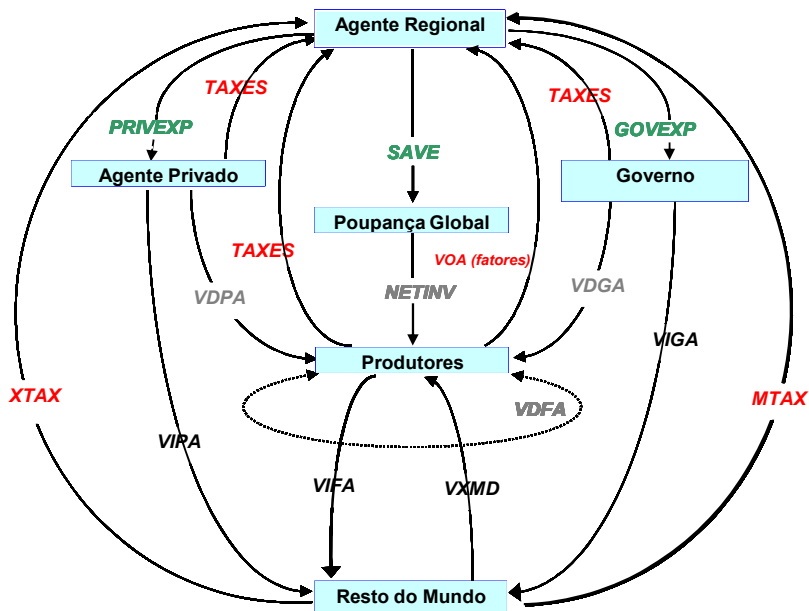 Agente Regional
TAXES
TAXES
PRIVEXP
GOVEXP
SAVE
Agente Privado
Governo
Poupança Global
TAXES
VOA (fatores)
VDPA
NETINV
VDGA
VIGA
Produtores
XTAX
MTAX
VDFA
VIPA
VIFA
VXMD
Resto do Mundo